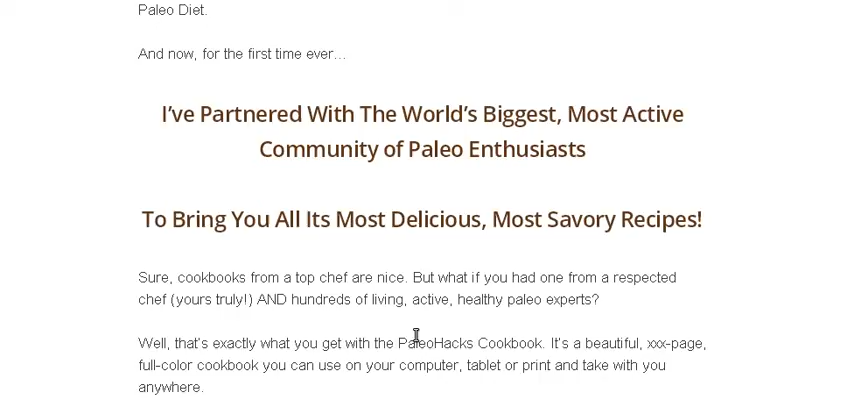 Paleo Diet.
And now, for the first time ever...
I've Partnered With The World's Biggest, Most Active
Community of Paleo Enthusiasts
To Bring You All Its Most Delicious, Most Savory Recipes!
Sure, cookbooks from a top chef are nice. But what if you had one from a respected
chef (yours truly!) AND hundreds of living, active, healthy paleo experts?
Well, that's exactly what you get with the PaleoHacks Cookbook. It's a beautiful, xxx-page,
full-color cookbook you can use on your computer, tablet or print and take with you
anywhere.